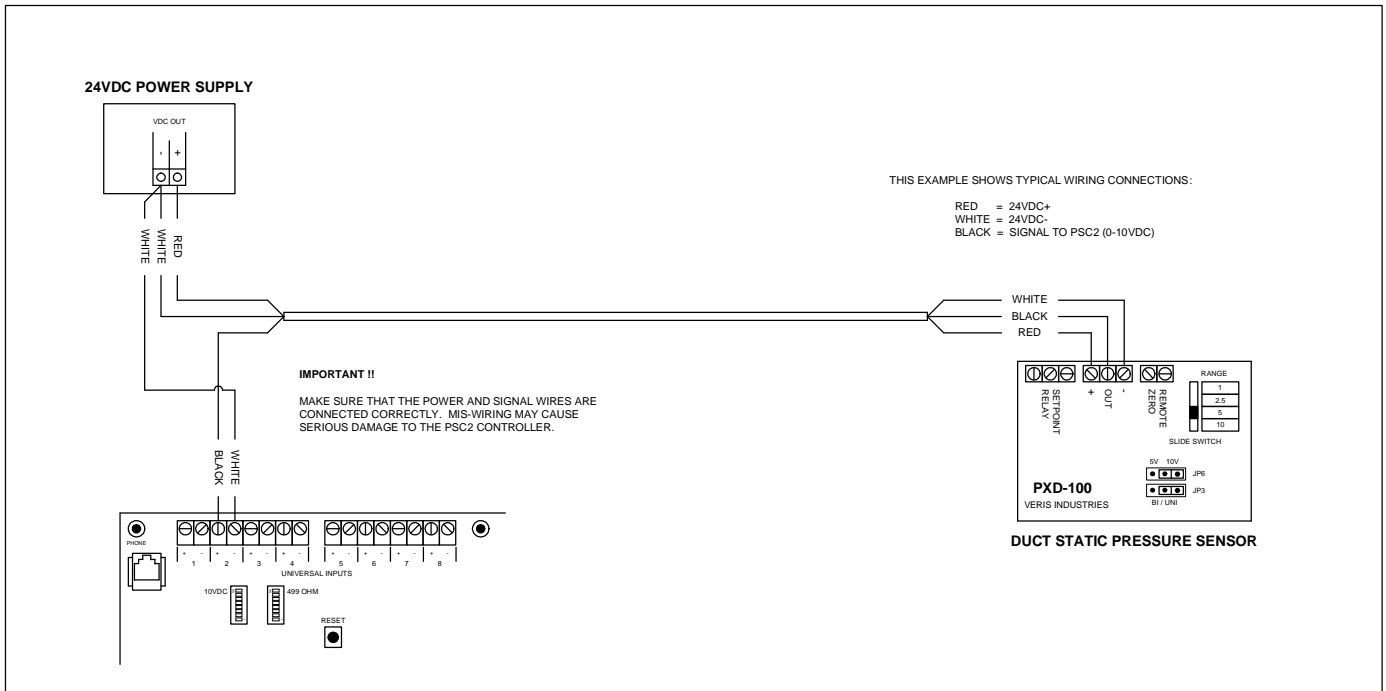 24VDC POWER SUPPLY
VDC OUT
- +
WHITE
WHITE
RED
THIS EXAMPLE SHOWS TYPICAL WIRING CONNECTIONS:
RED = 24VDC+
WHITE = 24VDC-
BLACK = SIGNAL TO PSC2 (0-10VDC)
WHITE
BLACK
RED
IMPORTANT !!
MAKE SURE THAT THE POWER AND SIGNAL WIRES ARE
CONNECTED CORRECTLY. MIS-WIRING MAY CAUSE
SERIOUS DAMAGE TO THE PSC2 CONTROLLER.
BLACK
WHITE
SETPOINT
RELAY
+
OUT
-
REMOTE
ZERO
RANGE
1
2.5
5
10
SLIDE SWITCH
5V 10V
JP6
JP3
BI / UNI
PXD-100
VERIS INDUSTRIES
DUCT STATIC PRESSURE SENSOR
PHONE
+ - + - + - + - + - + - + - + -
1 2 3 4 5 6 7 8
UNIVERSAL INPUTS
10VDC
499 OHM
RESET